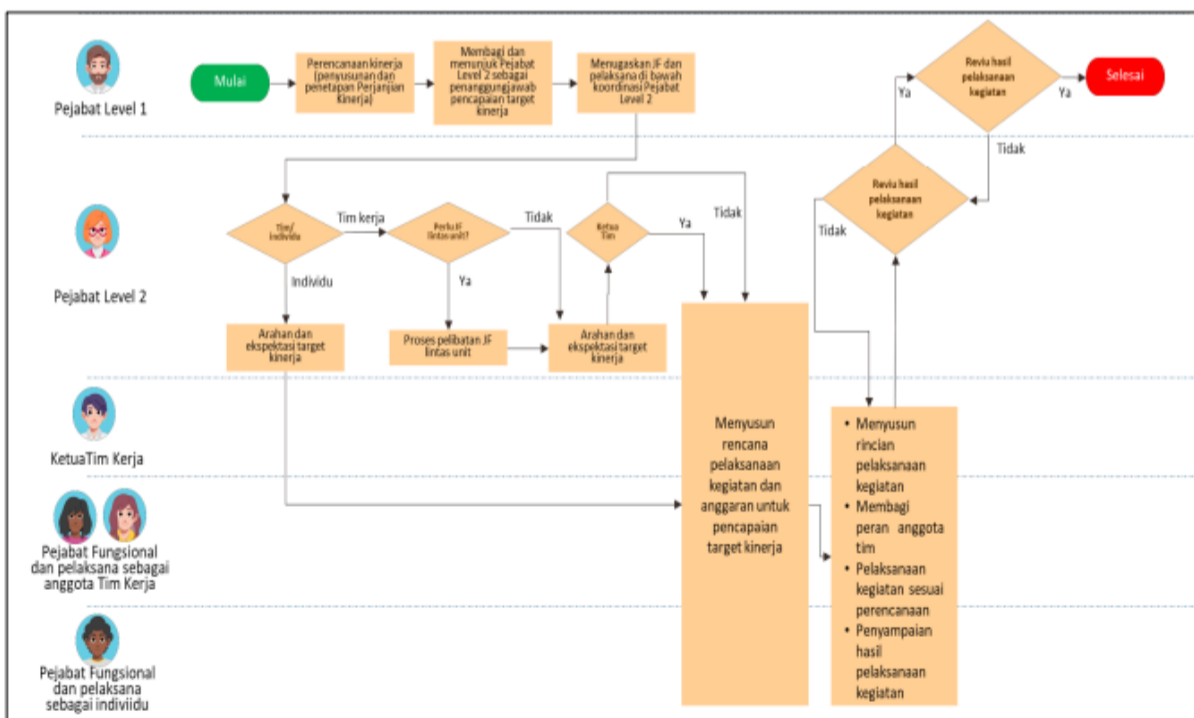 Pejabat Level 1
Mulai
Perencanaan kinerja
(penyusunan dan
penetapan Perjanjian
Kinerja)
Membagi dan
menunjuk Pejabat
Level 2 sebagai
penanggungjawab
pencapaian target
kinerja
Menugaskan JF dan
pelaksana di bawah
koordinasi Pejabat
Level 2
Ya
Reviu hasil
pelaksanaan
kegiatan
Ya
Selesai
Tidak
Pejabat Level 2
Tim/
individu
Tim kerja
Perlu JF
lintas unit?
Tidak
Ketua
Tim
Ya
Tidak
Reviu hasil
pelaksanaan
kegiatan
Tidak
Individu
Ya
Arahan dan
ekspektasi target
kinerja
Proses pelibatan JF
lintas unit
Arahan dan
ekspektasi target
kinerja
KetuaTim Kerja
Pejabat Fungsional
dan pelaksana sebagai
anggota Tim Kerja
Pejabat Fungsional
dan pelaksana
sebagai indiviidu
Menyusun
rencana
pelaksanaan
kegiatan dan
anggaran untuk
pencapaian
target kinerja
• Menyusun
rincian
pelaksanaan
kegiatan
• Membagi
peran anggota
tim
• Pelaksanaan
kegiatan sesuai
perencanaan
• Penyampaian
hasil
pelaksanaan
kegiatan